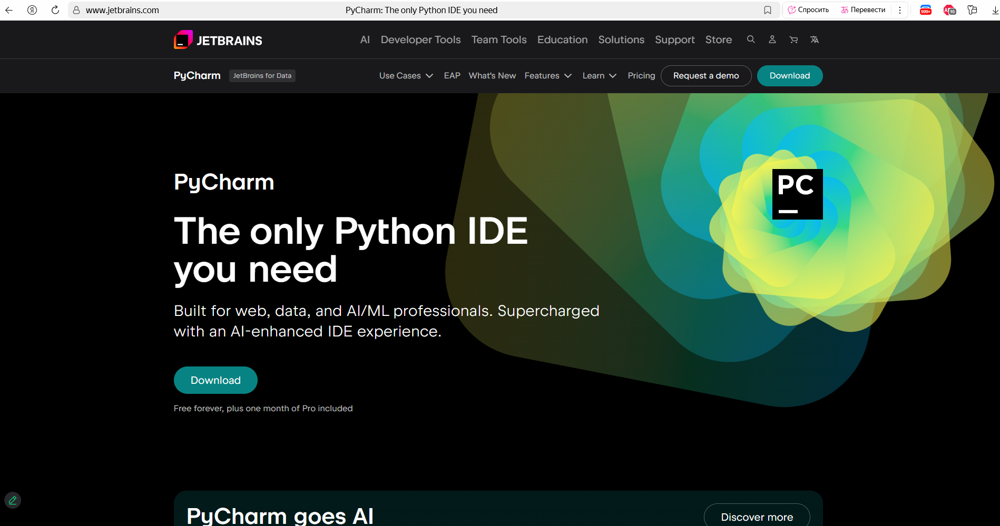 www.jetbrains.com
PyCharm: The only Python IDE you need
Спросить
Перевести
999+
10
JETBRAINS
AI Developer Tools Team Tools Education Solutions Support Store
PyCharm JetBrains for Data
Use Cases EAP What's New Features Learn Pricing Request a demo Download
PyCharm
PC
The only Python IDE
you need
Built for web, data, and AI/ML professionals. Supercharged
with an AI-enhanced IDE experience.
Download
Free forever, plus one month of Pro included
PyCharm goes AI
Discover more